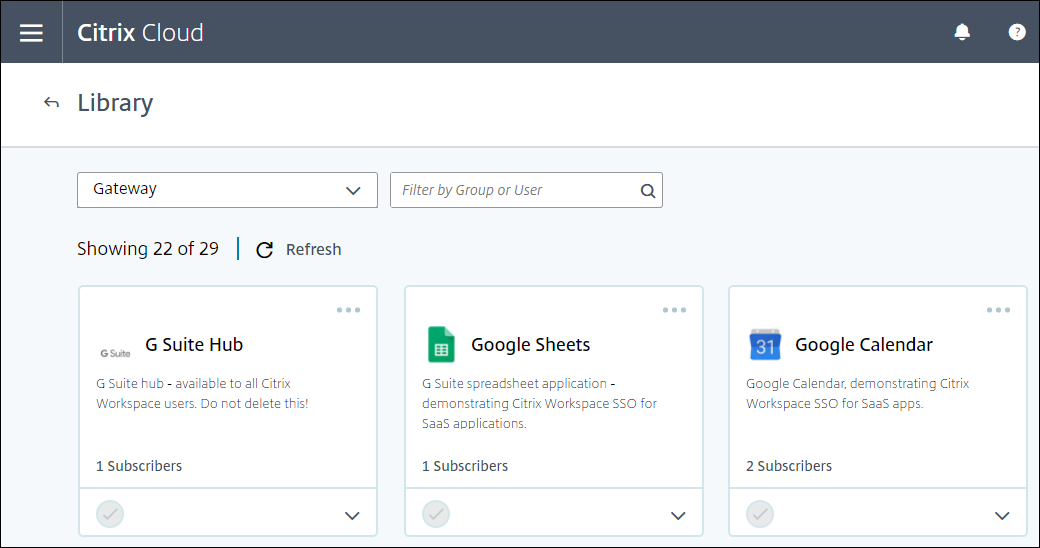 Citrix Cloud
?
Library
Gateway
Filter by Group or User
Showing 22 of 29
Refresh
G Suite
G Suite Hub
G Suite hub - available to all Citrix
Workspace users. Do not delete this!
1 Subscribers
Google Sheets
G Suite spreadsheet application -
demonstrating Citrix Workspace SSO for
SaaS applications.
1 Subscribers
31
Google Calendar
Google Calendar, demonstrating Citrix
Workspace SSO for SaaS apps.
2 Subscribers